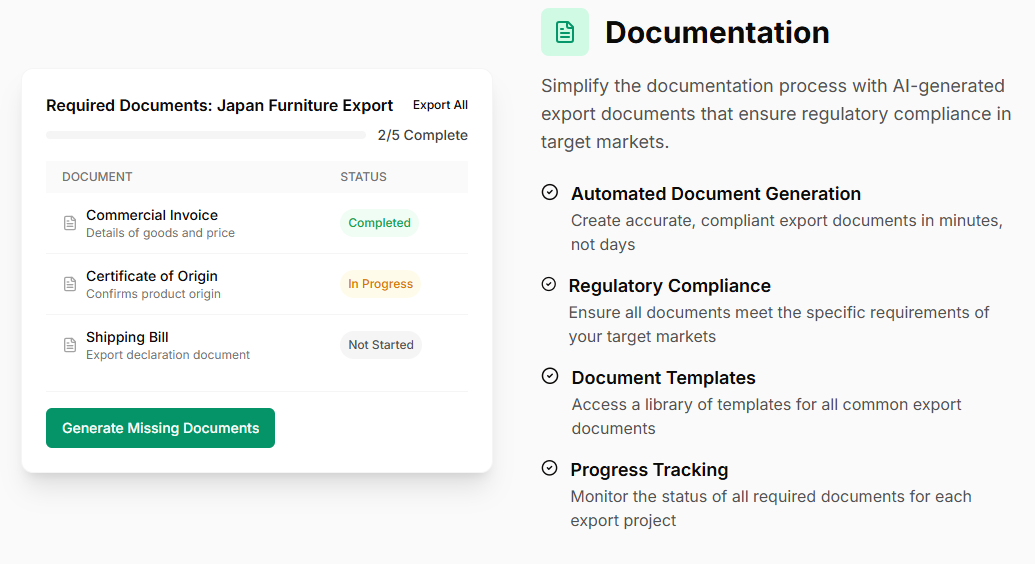 Required Documents: Japan Furniture Export
Export All
2/5 Complete
DOCUMENT
STATUS
Commercial Invoice
Details of goods and price
Completed
Certificate of Origin
Confirms product origin
In Progress
Shipping Bill
Export declaration document
Not Started
Generate Missing Documents
Documentation
Simplify the documentation process with AI-generated
export documents that ensure regulatory compliance in
target markets.
Automated Document Generation
Create accurate, compliant export documents in minutes,
not days
Regulatory Compliance
Ensure all documents meet the specific requirements of
your target markets
Document Templates
Access a library of templates for all common export
documents
Progress Tracking
Monitor the status of all required documents for each
export project